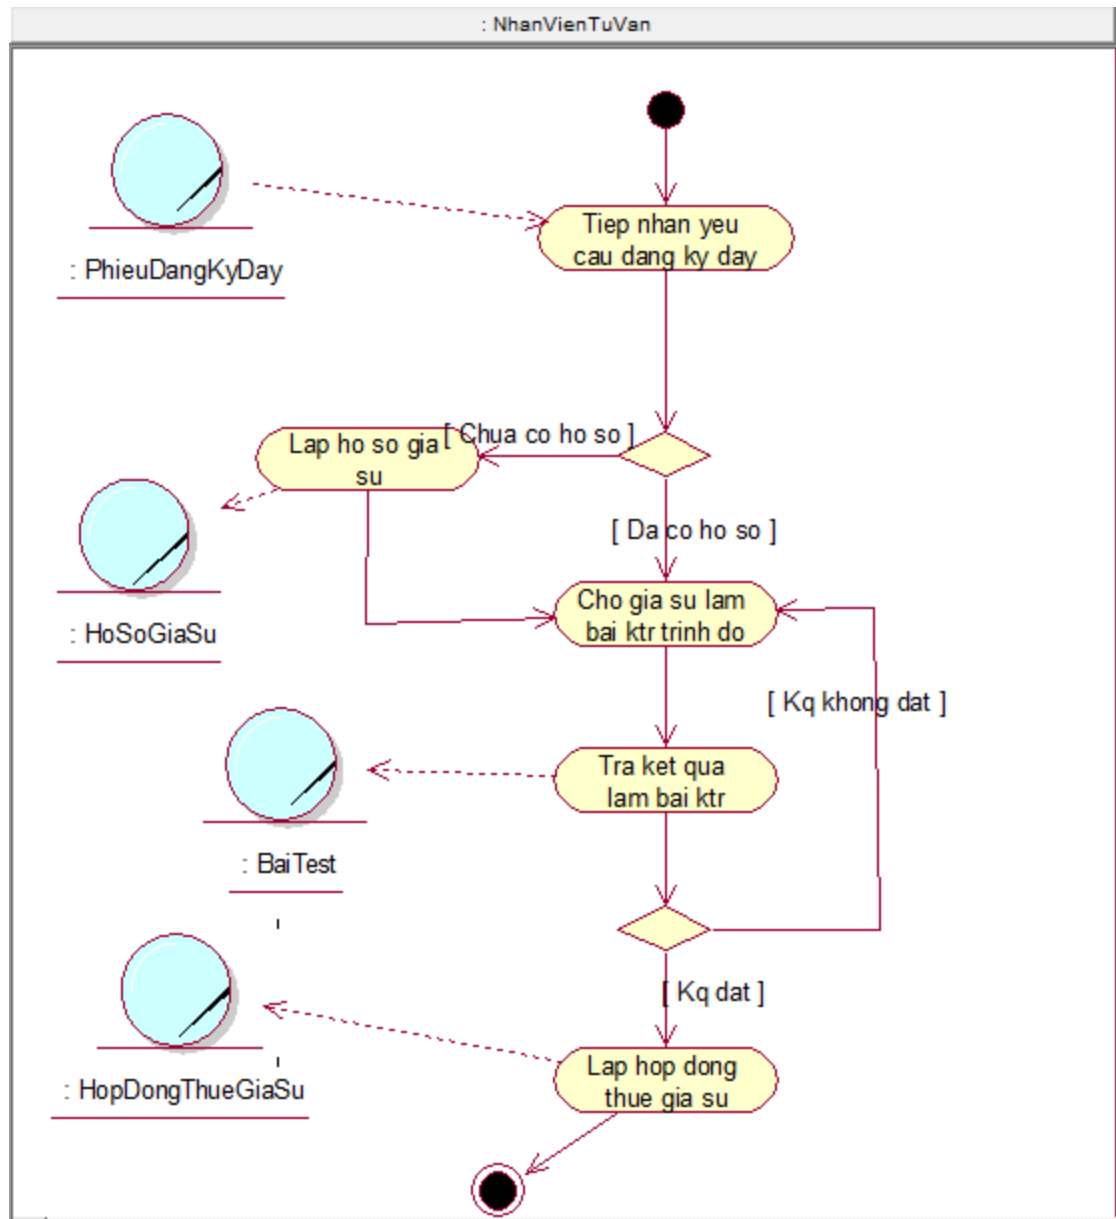 : NhanVienTuVan
Tiep nhan yeu
cau dang ky day
: PhieuDangKyDay
[ Chua co ho so ]
Lap ho so gia
su
[ Da co ho so ]
Cho gia su lam
bai ktr trinh do
: HoSoGiaSu
[ Kq khong dat ]
Tra ket qua
lam bai ktr
: BaiTest
[ Kq dat ]
Lap hop dong
thue gia su
: HopDongThueGiaSu